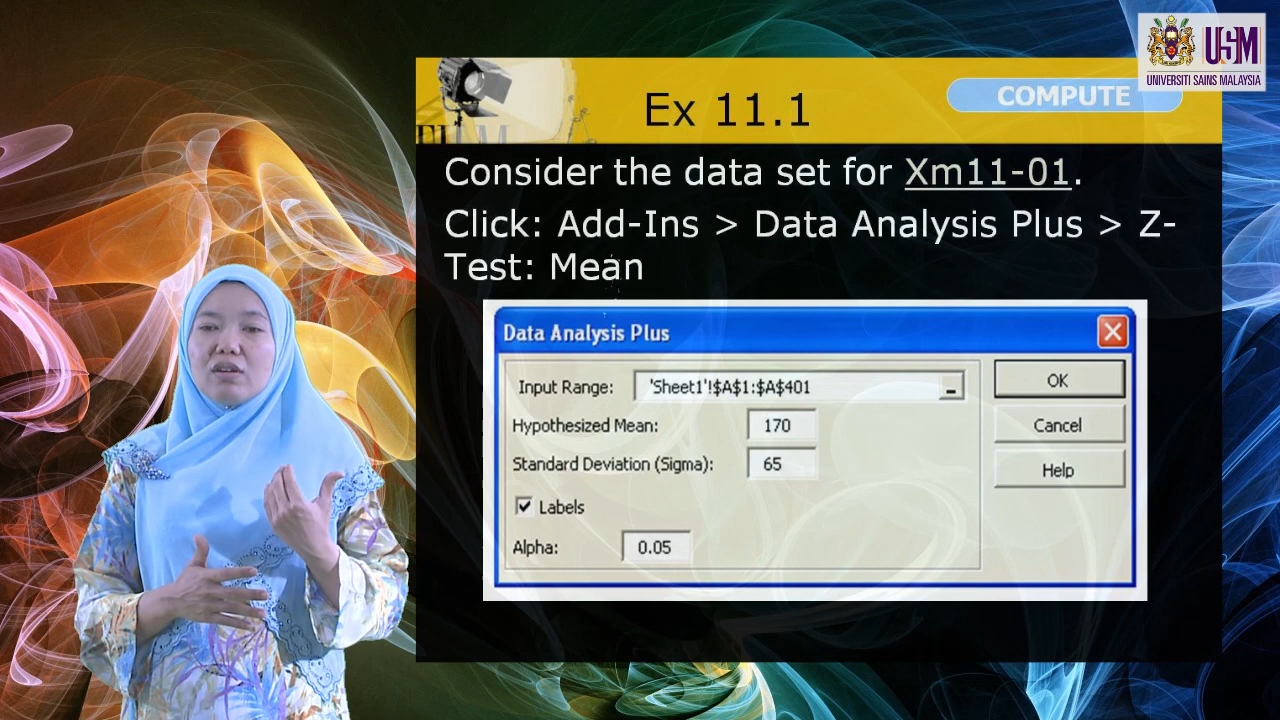 USM
UNIVERSITI SAINS MALAYSIA
Ex 11.1
COMPUTE
FILM
Consider the data set for Xm11-01.
Click: Add-Ins > Data Analysis Plus > Z-
Test: Mean
Data Analysis Plus
Input Range: 'Sheet1'!$A$1:$A$401
OK
Hypothesized Mean: 170
Cancel
Standard Deviation (Sigma): 65
Help
Labels
Alpha: 0.05